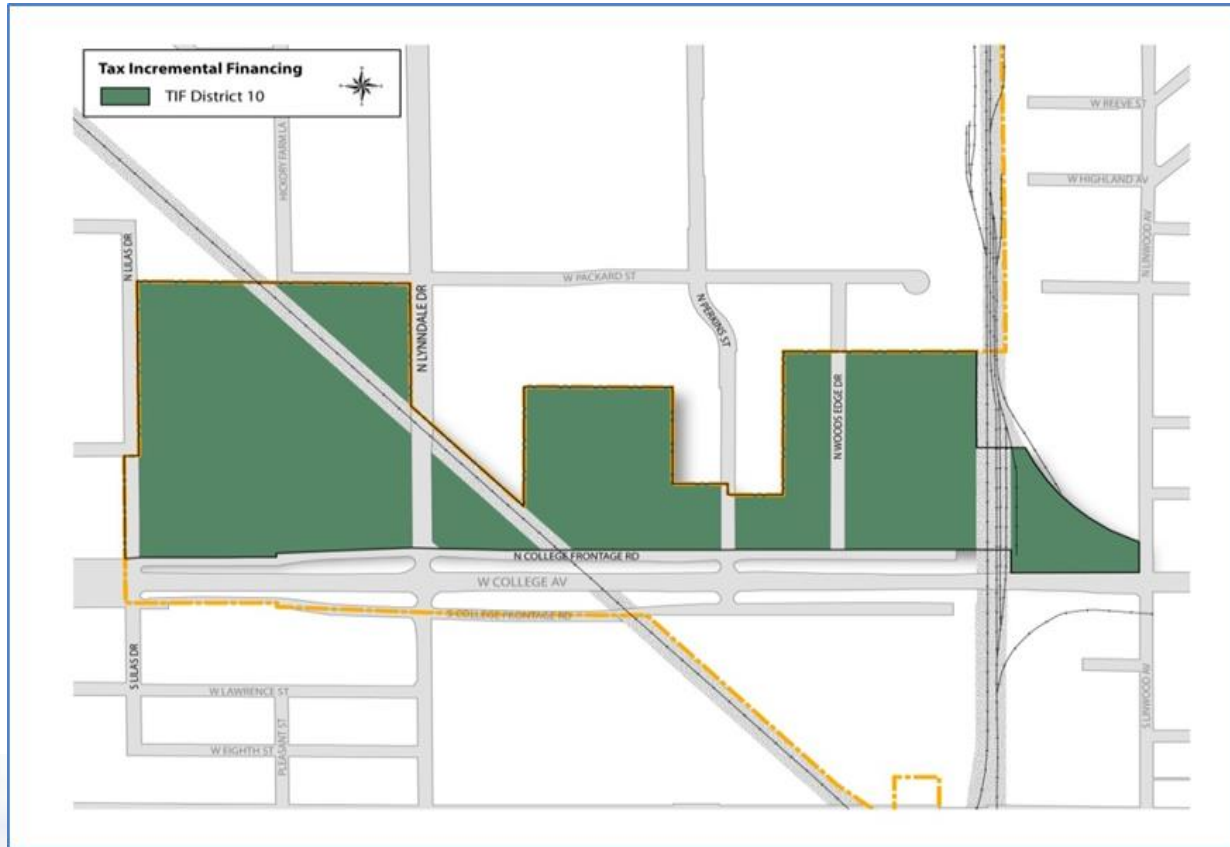 Tax Incremental Financing
TIF District 10
W REEVE ST
HICKORY FARM LA
W HIGHLAND AV
N LILAS DR
N LINWOOD AV
W PACKARD ST
N LYNNDALE DR
N PERKINS ST
N WOODS EDGE DR
N COLLEGE FRONTAGE RD
W COLLEGE AV
S COLLEGE FRONTAGE RD
S LILAS DR
W LAWRENCE ST
PLEASANT ST
S LINWOOD AV
W EIGHTH ST